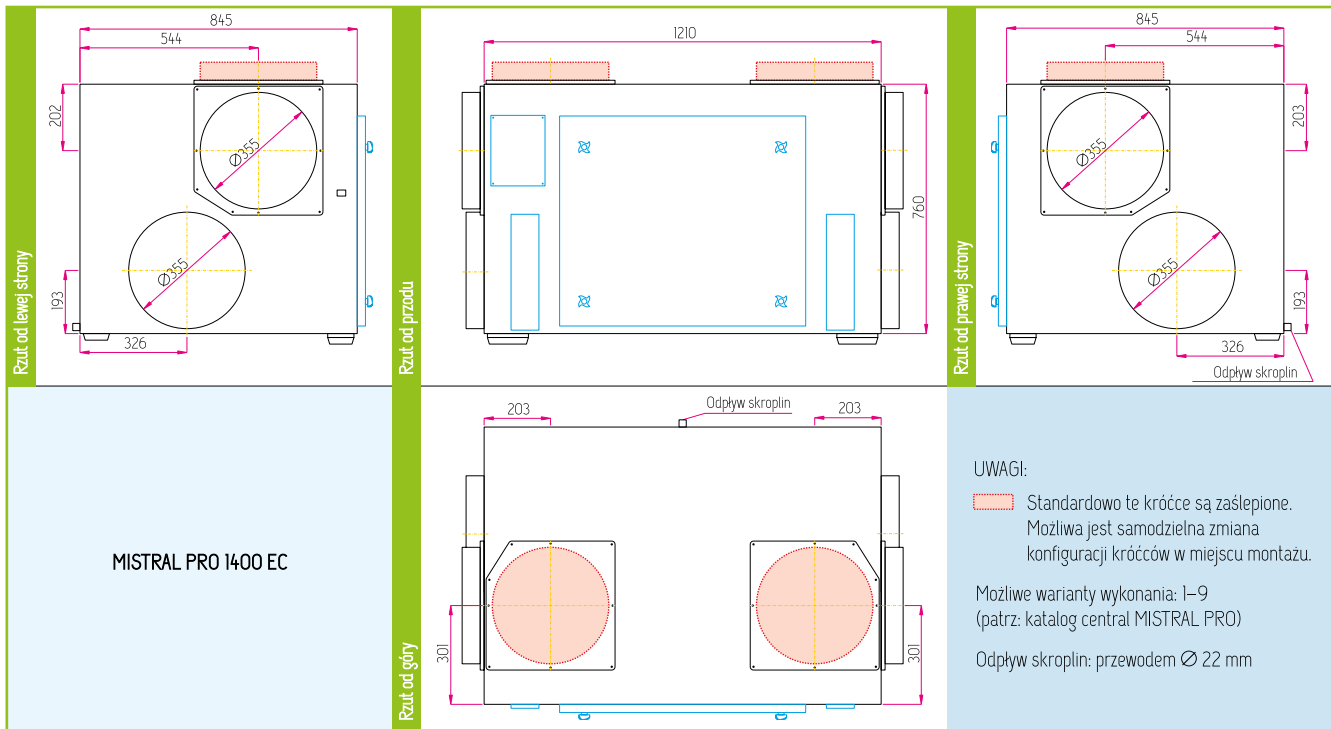 Rzut od lewej strony
845
544
202
Ø355
Ø355
193
326
Rzut od przodu
1210
760
Rzut od prawej strony
845
544
203
Ø355
Ø355
193
326
Odpływ skroplin
MISTRAL PRO 1400 EC
Rzut od góry
203
Odpływ skroplin
203
301
301
UWAGI:
Standardowo te króćce są zaślepione.
Możliwa jest samodzielna zmiana
konfiguracji króćców w miejscu montażu.
Możliwe warianty wykonania: 1–9
(patrz: katalog central MISTRAL PRO)
Odpływ skroplin: przewodem Ø 22 mm